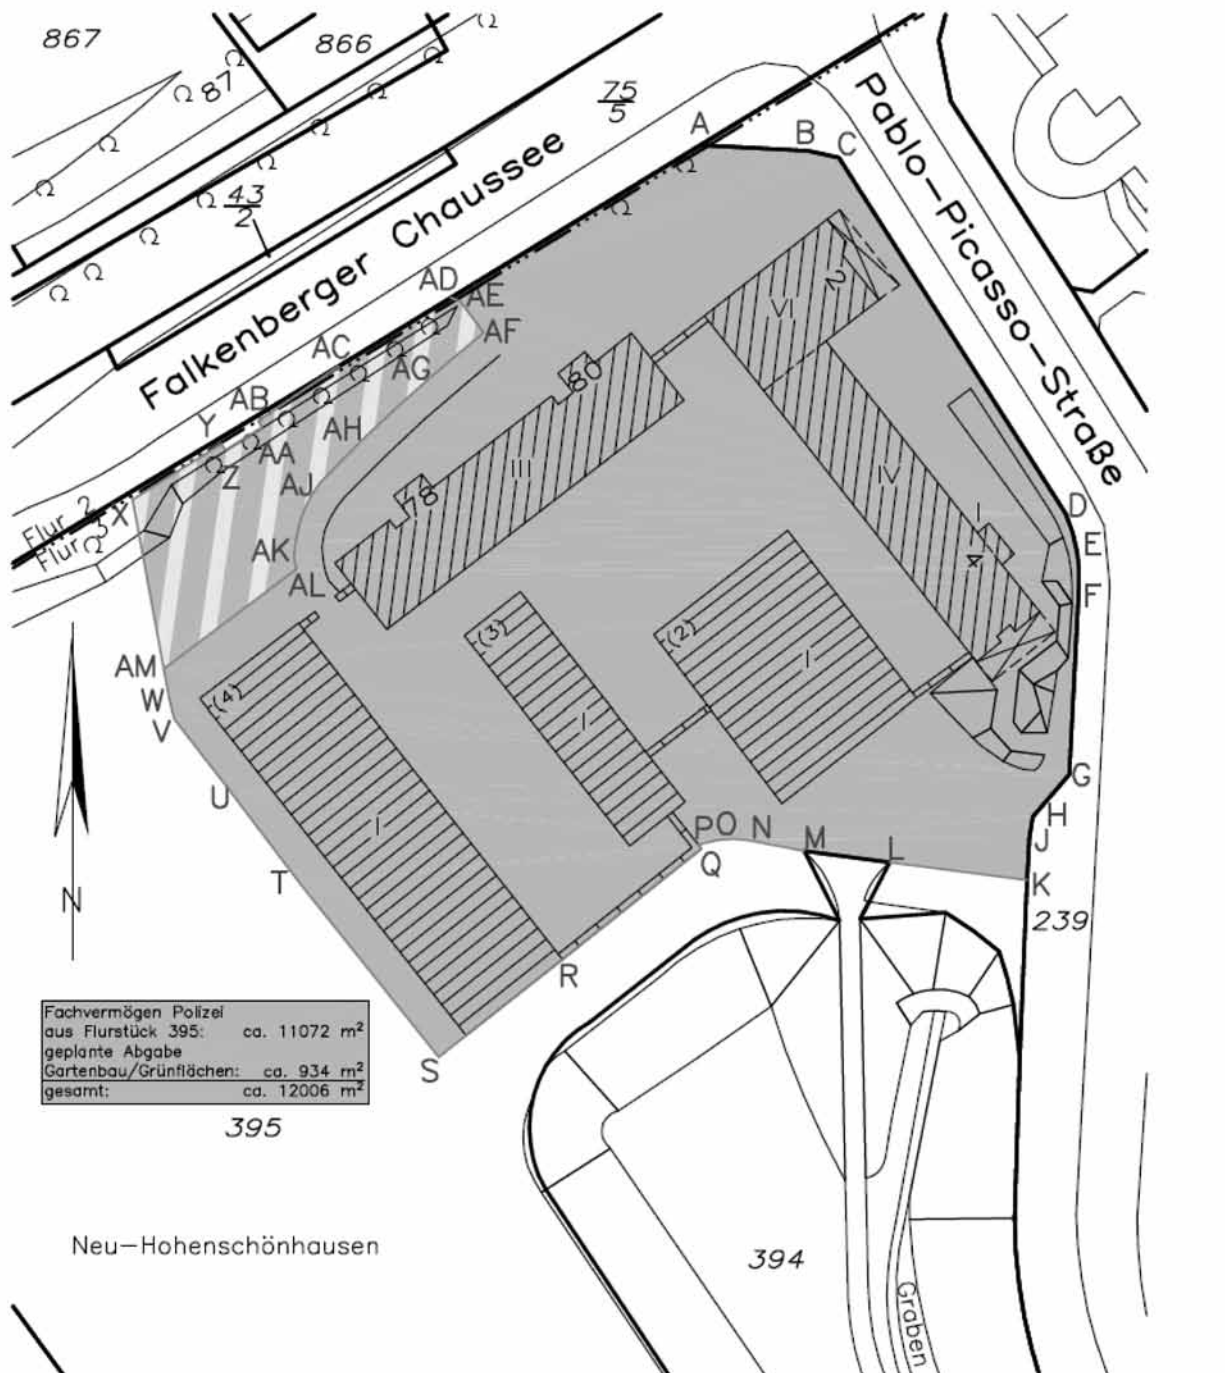 867
866
87
75
5
43
2
Falkenberger Chaussee
Pablo-Picasso-Straße
A
B
C
AD
AE
AF
AC
AG
AB
Y
AH
AA
Z
AJ
X
Flur 2
Flur 3
AK
AL
AM
W
V
U
T
S
R
Q
P
O
N
M
L
K
J
H
G
F
E
D
2
VI
80
III
78
IV
I
4
(2)
I
(3)
I
(4)
I
N
239
Fachvermögen Polizei
aus Flurstück 395: ca. 11072 m²
geplante Abgabe
Gartenbau/Grünflächen: ca. 934 m²
gesamt: ca. 12006 m²
395
Neu-Hohenschönhausen
394
Graben